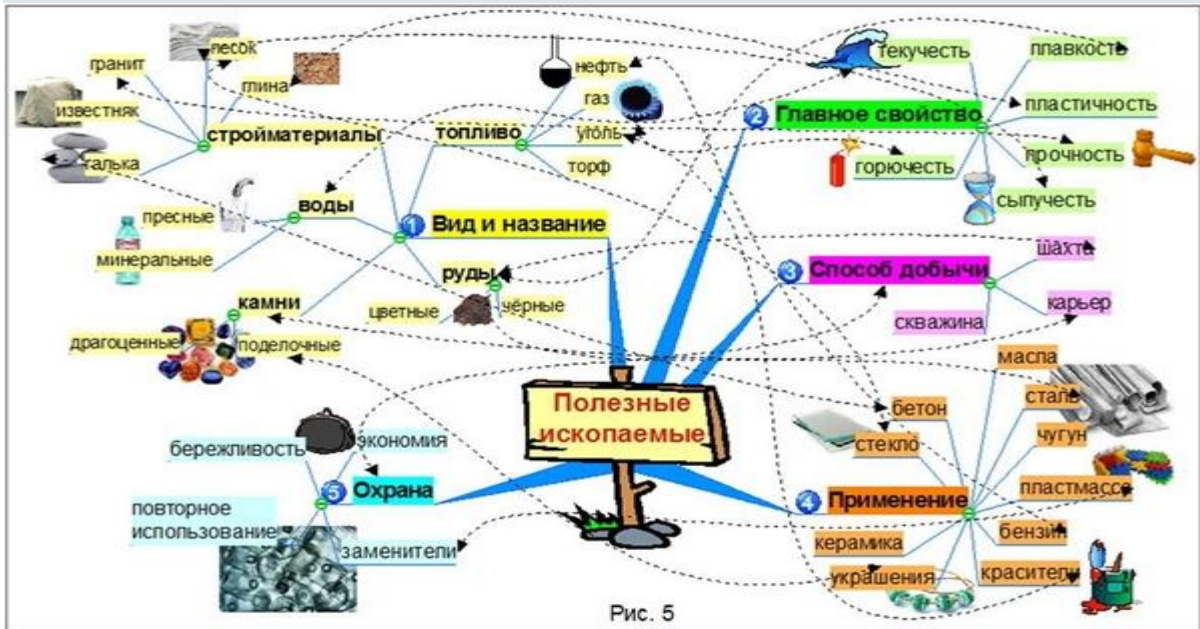 песок
гранит
глина
известняк
стройматериалы
галька
нефть
газ
топливо
уголь
торф
воды
пресные
минеральные
1 Вид и название
руды
цветные
чёрные
камни
драгоценные
поделочные
2 Главное свойство
текучесть
плавкость
пластичность
прочность
горючесть
сыпучесть
3 Способ добычи
шахта
карьер
скважина
Полезные
ископаемые
4 Применение
масла
сталь
бетон
чугун
стекло
пластмасса
бензин
керамика
украшения
красители
5 Охрана
бережливость
экономия
повторное
использование
заменители
Рис. 5